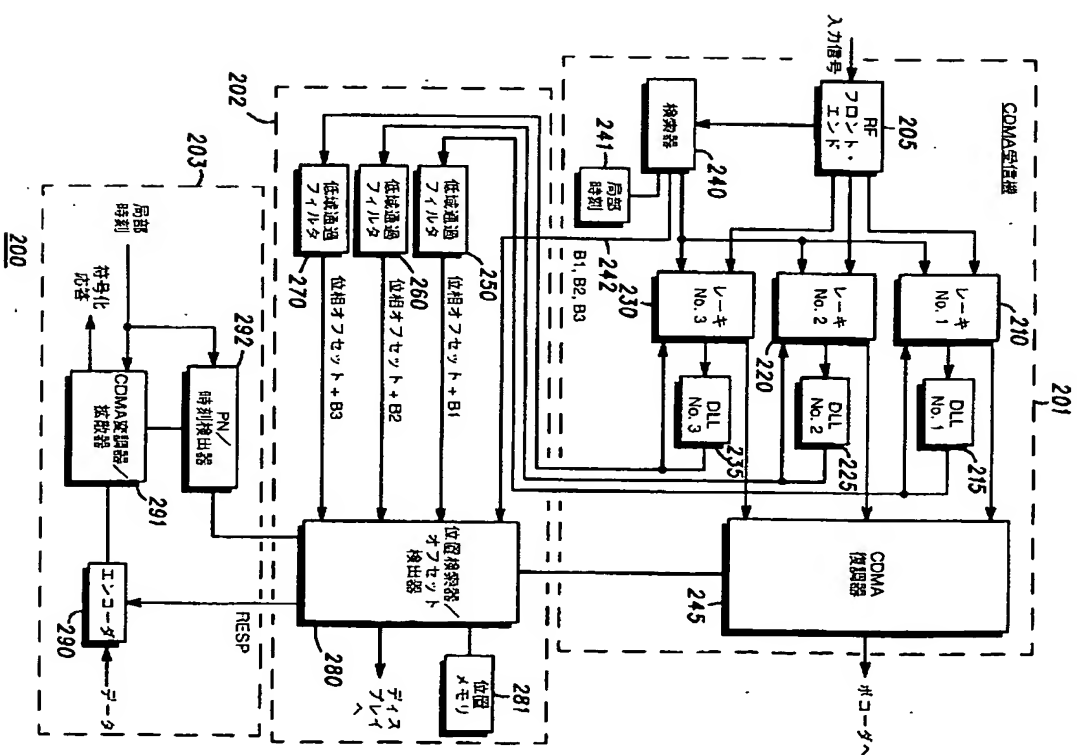 201
CDMA受信機
入力信号
RF
フロント・
エンド
205
検索器
240
241
局部
時刻
レーキ
No. 1
210
レーキ
No. 2
220
レーキ
No. 3
230
242
B1, B2, B3
DLL
No. 1
215
DLL
No. 2
225
DLL
No. 3
235
CDMA
復調器
245
ボコーダへ
202
低域通過
フィルタ
250
低域通過
フィルタ
260
低域通過
フィルタ
270
位相オフセット + B1
位相オフセット + B2
位相オフセット + B3
位置検索器/
オフセット
検出器
280
位置
メモリ
281
ディス
プレイ
へ
RESP
203
局部
時刻
符号化
応答
PN/
時刻検出器
292
CDMA変調器/
拡散器
291
エンコーダ
290
データ
200